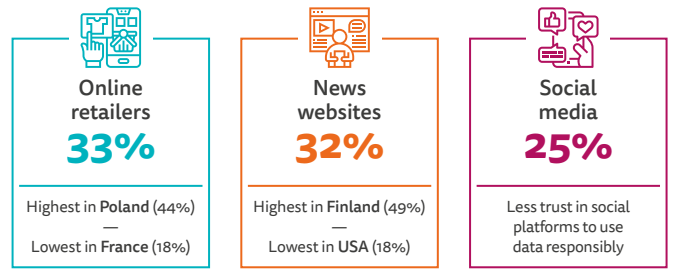 Online
retailers
33%
Highest in Poland (44%)
—
Lowest in France (18%)
News
websites
32%
Highest in Finland (49%)
—
Lowest in USA (18%)
Social
media
25%
Less trust in social
platforms to use
data responsibly